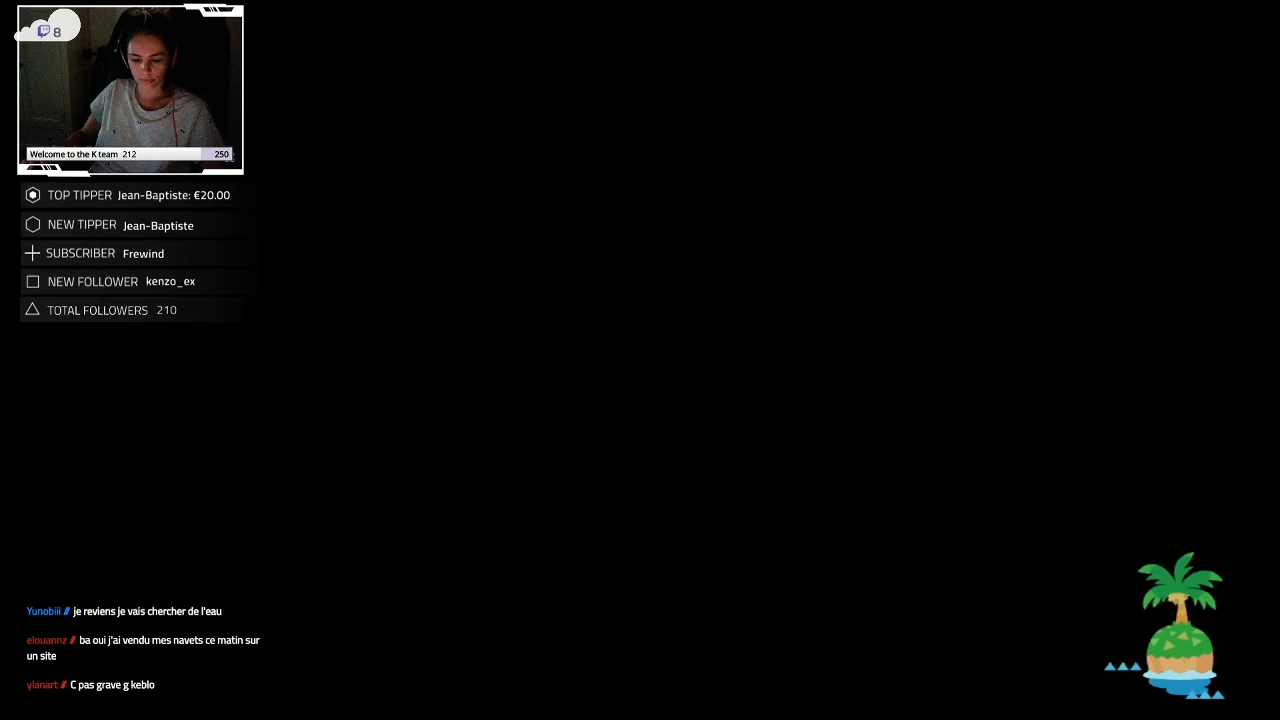 8
Welcome to the K team 212 250
TOP TIPPER Jean-Baptiste: €20.00
NEW TIPPER Jean-Baptiste
SUBSCRIBER Frewind
NEW FOLLOWER kenzo_ex
TOTAL FOLLOWERS 210
Yunobiii // je reviens je vais chercher de l'eau
elouannz // ba oui j'ai vendu mes navets ce matin sur
un site
ylanart // C pas grave g keblo